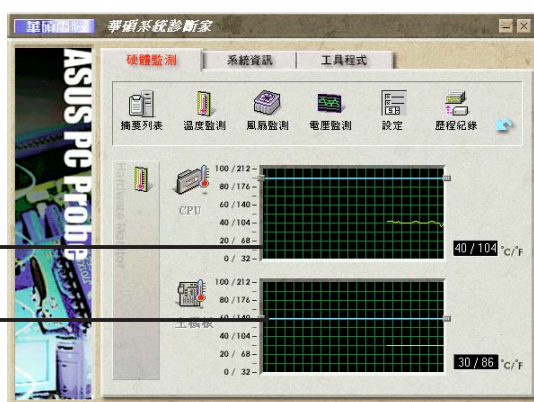 華碩電腦 華碩系統診斷家
硬體監測 系統資訊 工具程式
摘要列表 溫度監測 風扇監測 電壓監測 設定 歷程紀錄
ASUS PC Probe
Hardware Monitor
CPU
100 / 212
80 / 176
60 / 140
40 / 104
20 / 68
0 / 32
40 / 104 °C/°F
主機板
100 / 212
80 / 176
60 / 140
40 / 104
20 / 68
0 / 32
30 / 86 °C/°F